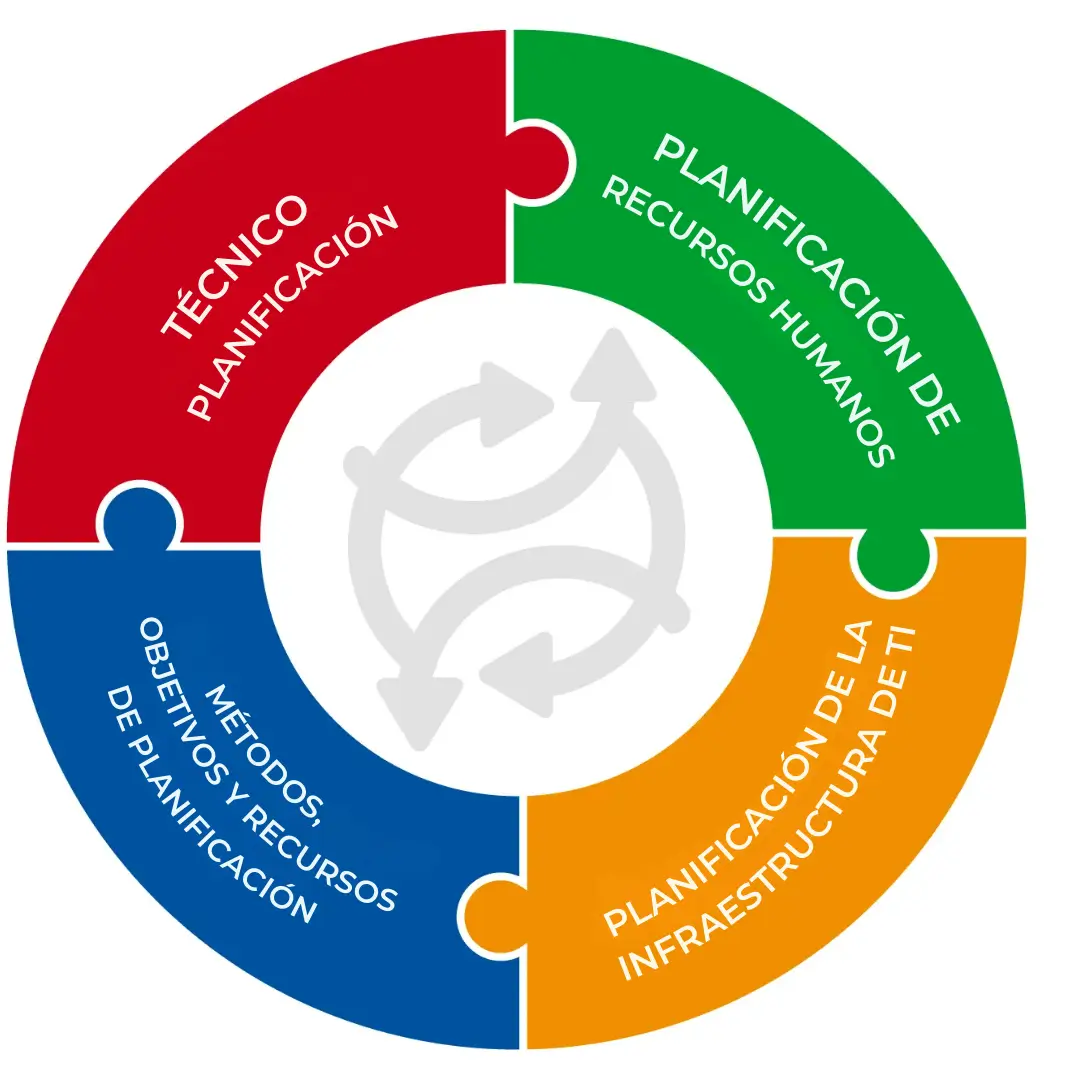 TÉCNICO
PLANIFICACIÓN
PLANIFICACIÓN DE
RECURSOS HUMANOS
MÉTODOS,
OBJETIVOS Y RECURSOS
DE PLANIFICACIÓN
PLANIFICACIÓN DE LA
INFRAESTRUCTURA DE TI